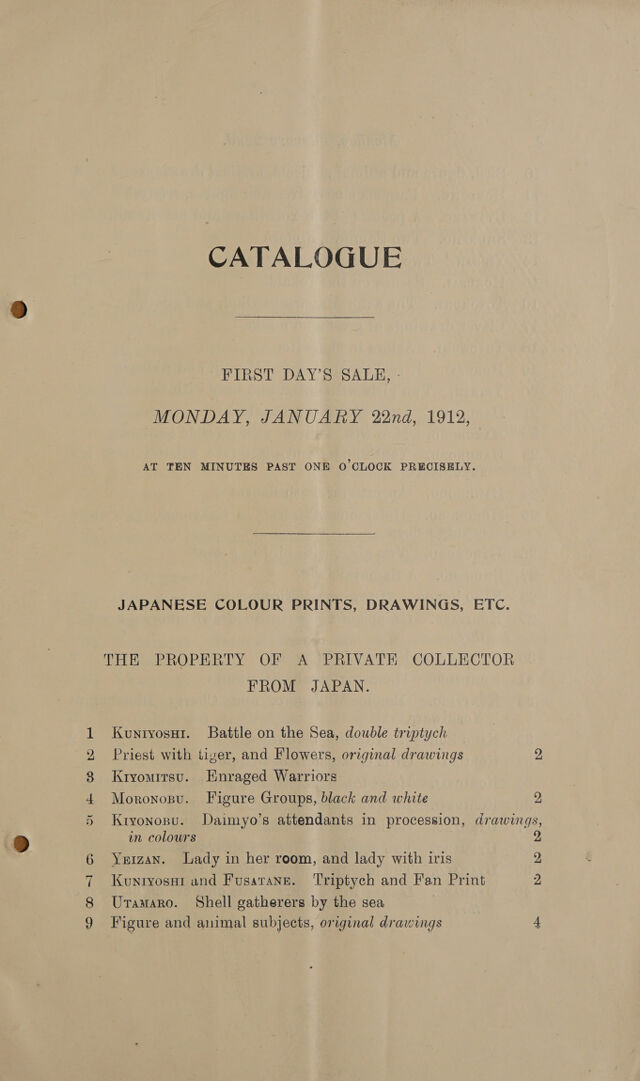 CATALOGUE
FIRST DAY'S SALE,
MONDAY, JANUARY 22nd, 1912,
AT TEN MINUTES PAST ONE O'CLOCK PRECISELY.
JAPANESE COLOUR PRINTS, DRAWINGS, ETC.
THE PROPERTY OF A PRIVATE COLLECTOR
FROM JAPAN.
1 KUNIYOSHI. Battle on the Sea, double triptych
2 Priest with tiger, and Flowers, original drawings 2
3 KIYOMITSU. Enraged Warriors
4 MORONOBU. Figure Groups, black and white 2
5 KIYONOBU. Daimyo's attendants in procession, drawings,
in colours 2
6 YEIZAN. Lady in her room, and lady with iris 2
7 KUNIYOSHI and FUSATANE. Triptych and Fan Print 2
8 UTAMARO. Shell gatherers by the sea
9 Figure and animal subjects, original drawings 4